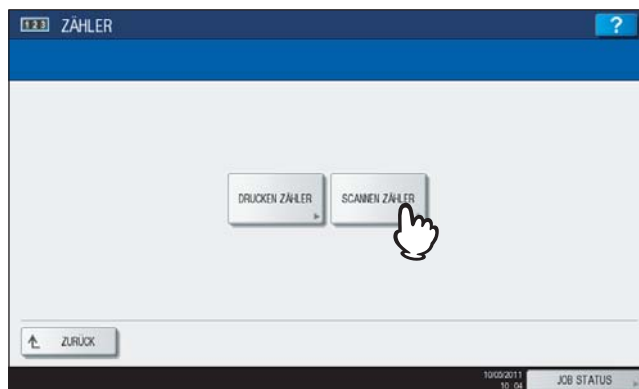 123 ZÄHLER
?
DRUCKEN ZÄHLER
SCANNEN ZÄHLER
ZURÜCK
10/03/2011
10 04
JOB STATUS